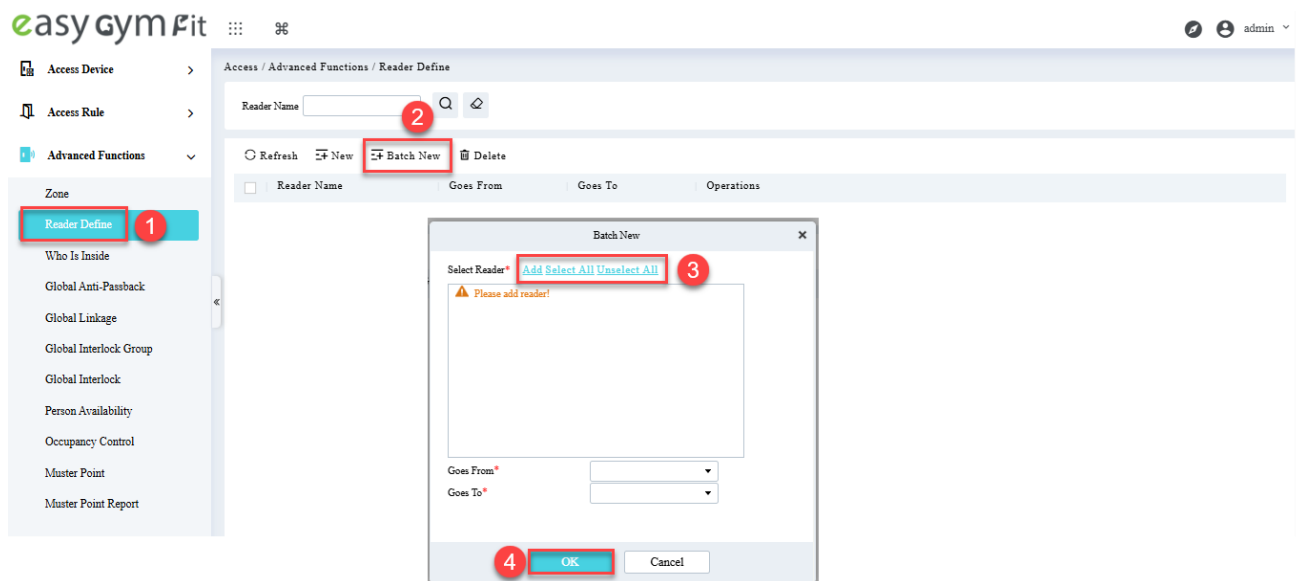 easy Gym Fit
admin
Access Device
Access Rule
Advanced Functions
Zone
Reader Define
1
Who Is Inside
Global Anti-Passback
Global Linkage
Global Interlock Group
Global Interlock
Person Availability
Occupancy Control
Muster Point
Muster Point Report
Access / Advanced Functions / Reader Define
Reader Name
2
Refresh New Batch New Delete
Reader Name Goes From Goes To Operations
Batch New
Select Reader* Add Select All Unselect All
3
Please add reader!
Goes From*
Goes To*
4
OK Cancel